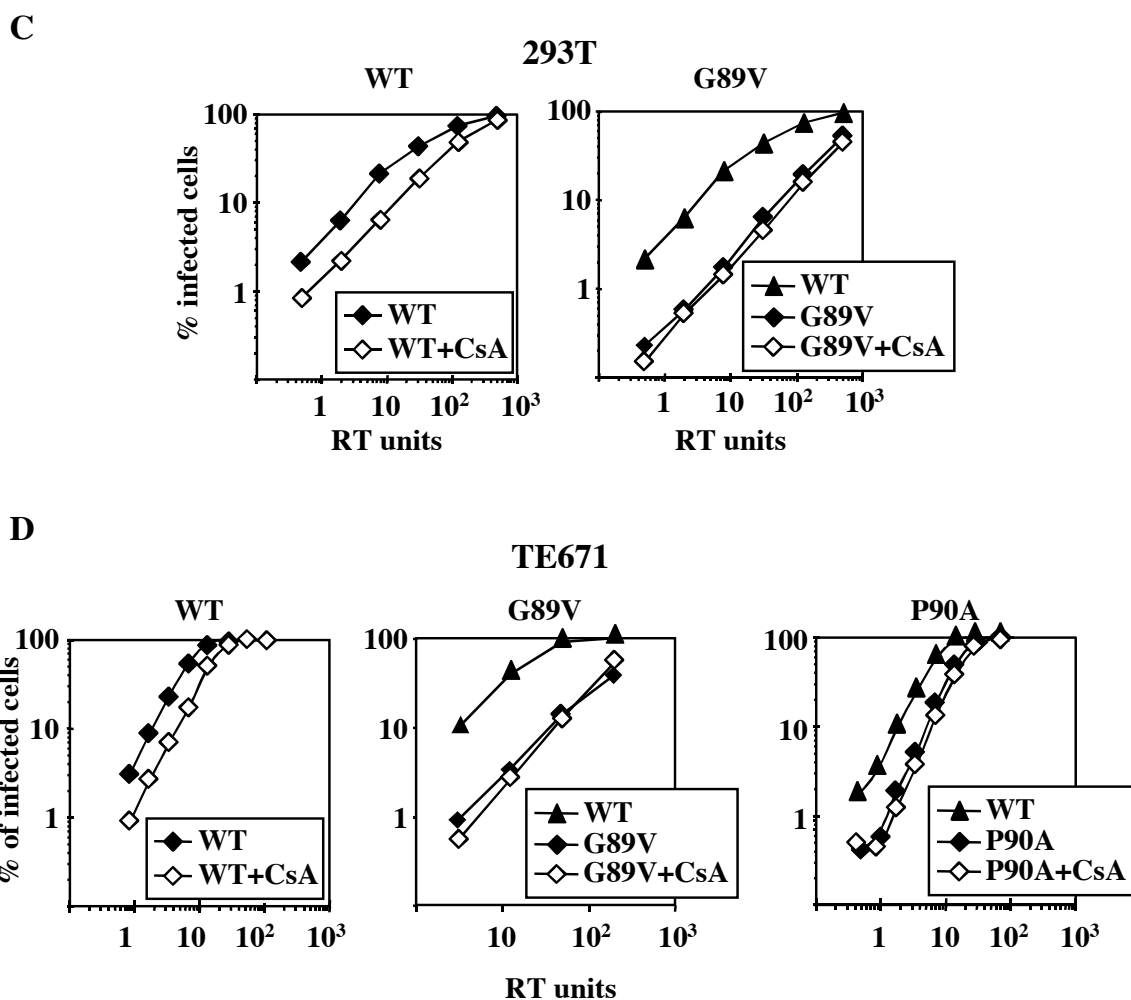 C
293T
WT
G89V
% infected cells
100
10
1
WT
WT+CsA
1 10 10² 10³
RT units
100
10
1
WT
G89V
G89V+CsA
1 10 10² 10³
RT units
D
TE671
WT
G89V
P90A
% of infected cells
100
10
1
WT
WT+CsA
1 10 10² 10³
100
10
1
WT
G89V
G89V+CsA
10 10² 10³
100
10
1
WT
P90A
P90A+CsA
1 10 10² 10³
RT units